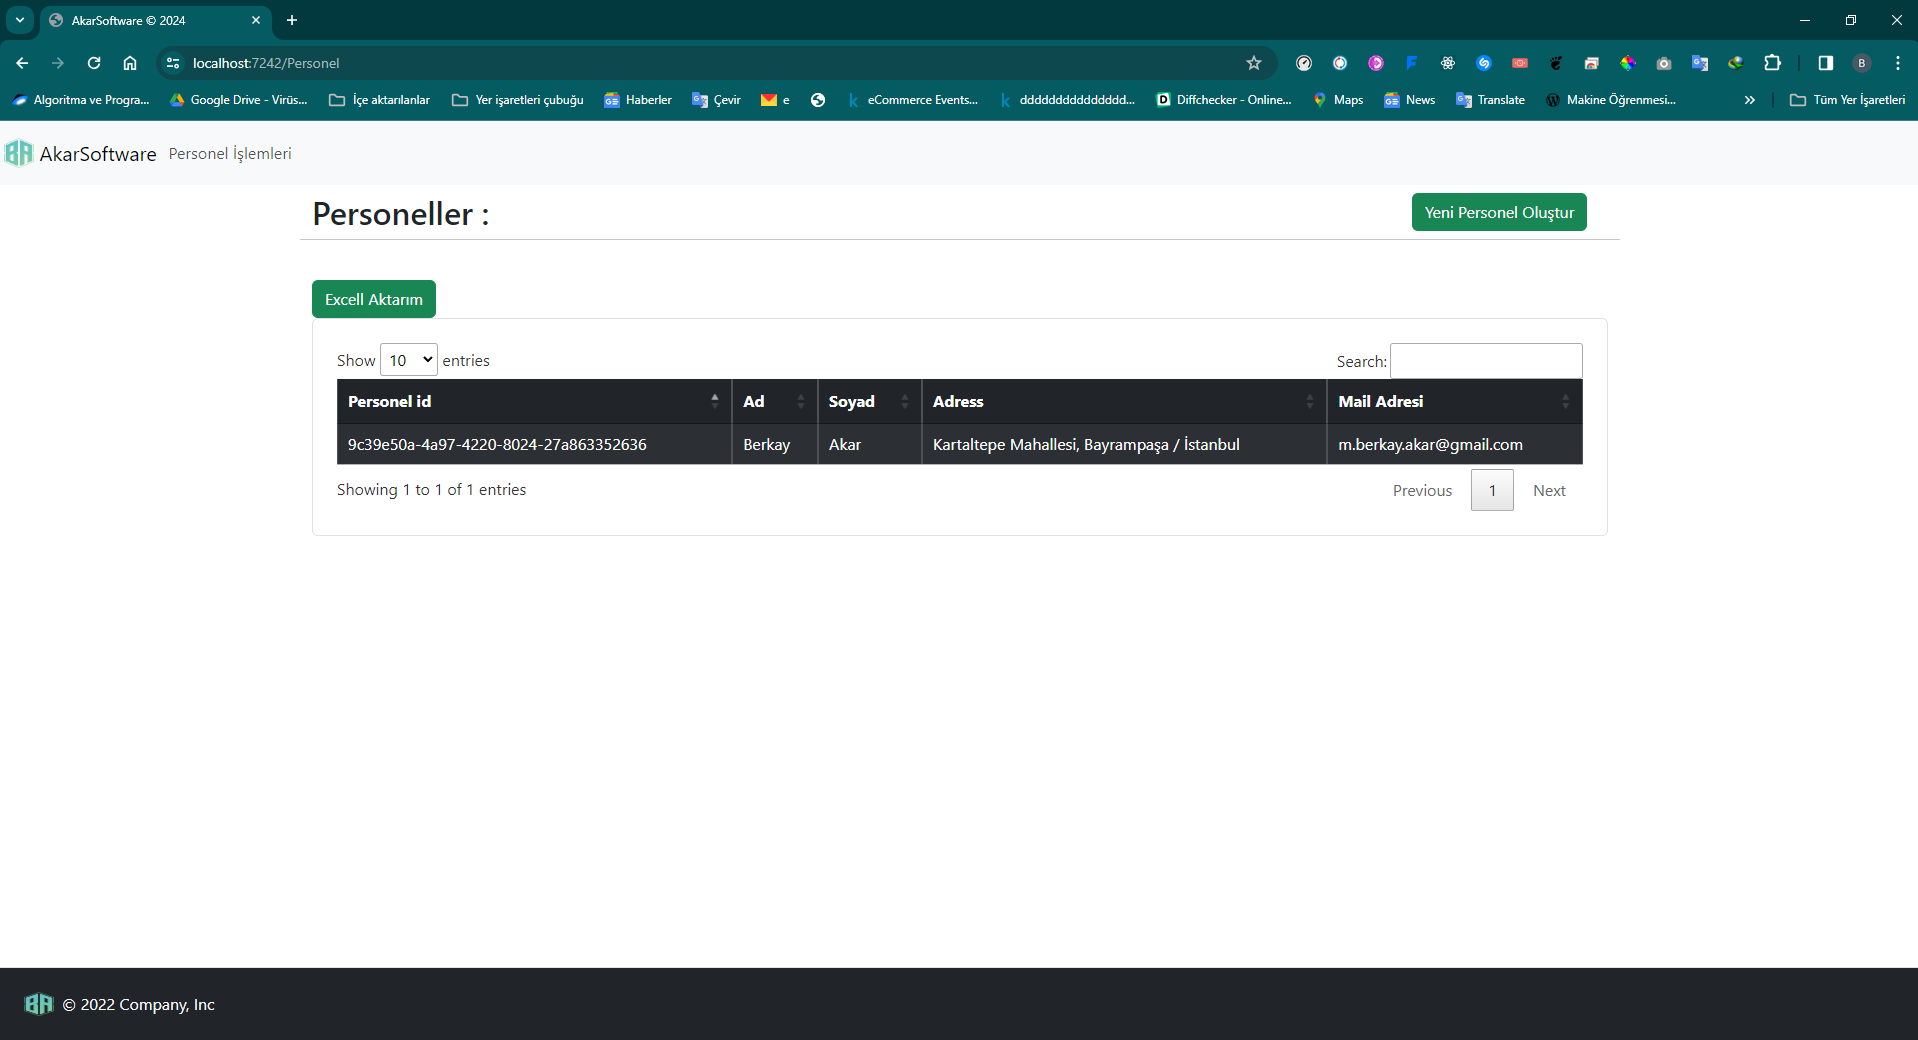 AkarSoftware © 2024
localhost:7242/Personel
Algoritma ve Progra... Google Drive - Virüs... İçe aktarılanlar Yer işaretleri çubuğu Haberler Çevir e eCommerce Events... ddddddddddddddd... Diffchecker - Online... Maps News Translate Makine Öğrenmesi... Tüm Yer İşaretleri
AkarSoftware Personel İşlemleri
Personeller : Yeni Personel Oluştur
Excell Aktarım
Show 10 entries Search:
Personel id Ad Soyad Adress Mail Adresi
9c39e50a-4a97-4220-8024-27a863352636 Berkay Akar Kartaltepe Mahallesi, Bayrampaşa / İstanbul m.berkay.akar@gmail.com
Showing 1 to 1 of 1 entries Previous 1 Next
BA © 2022 Company, Inc